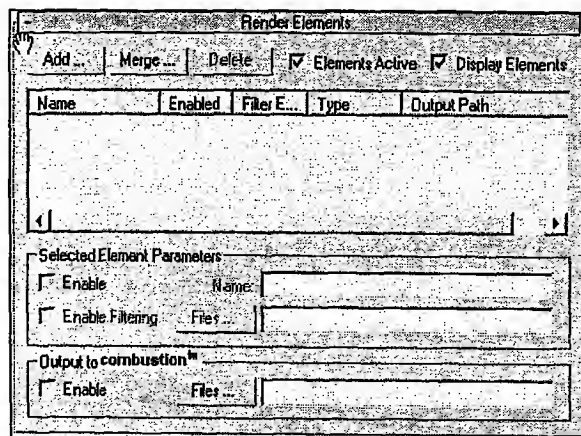 Render Elements
Add ... Merge ... Delete Elements Active Display Elements
Name Enabled Filter E... Type Output Path
Selected Element Parameters
Enable Name:
Enable Filtering Files ...
Output to combustion™
Enable Files ...